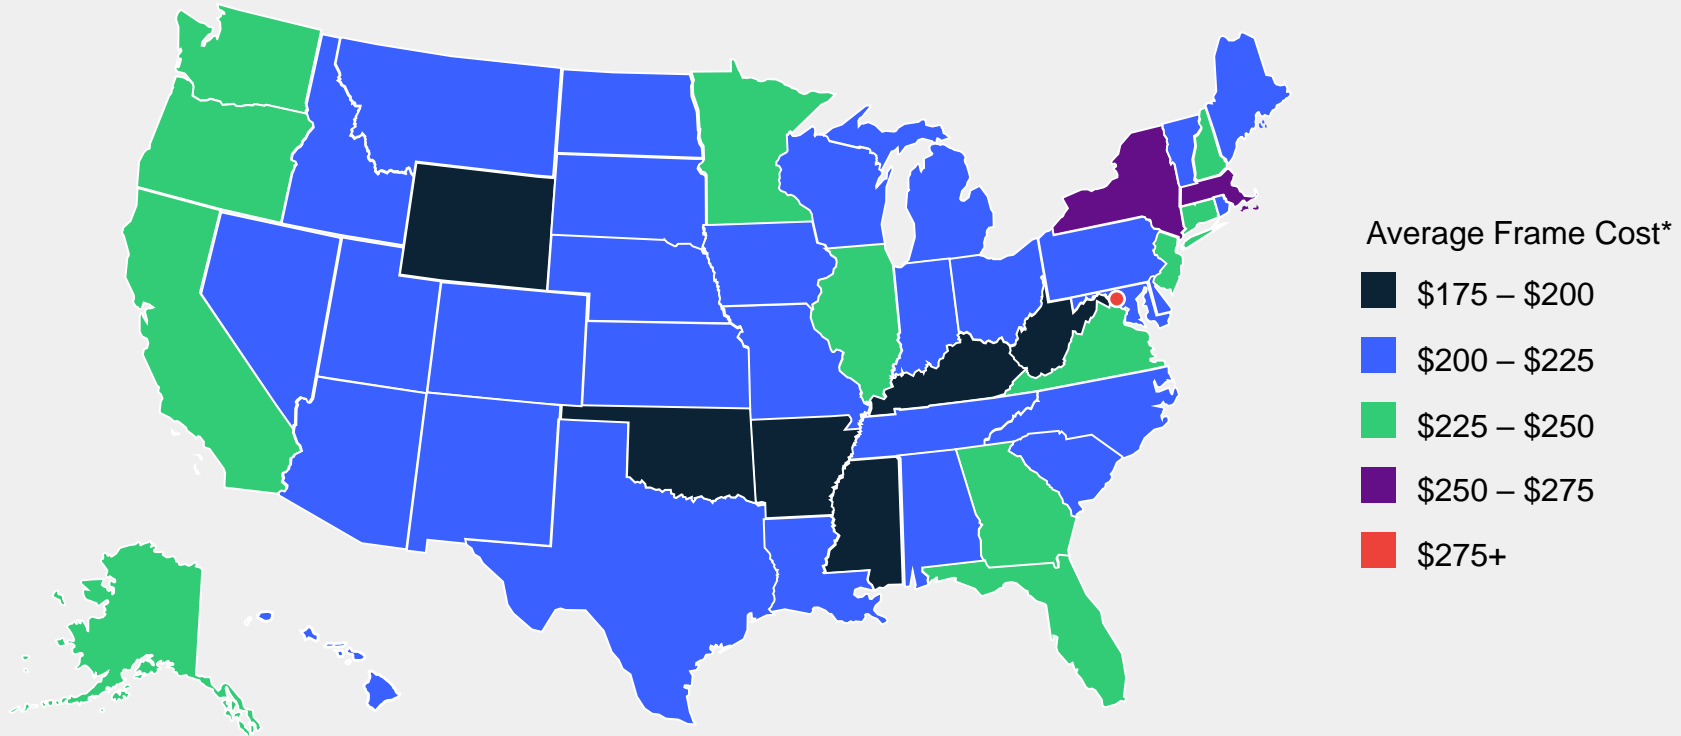 Average Frame Cost*
$175 – $200
$200 – $225
$225 – $250
$250 – $275
$275+